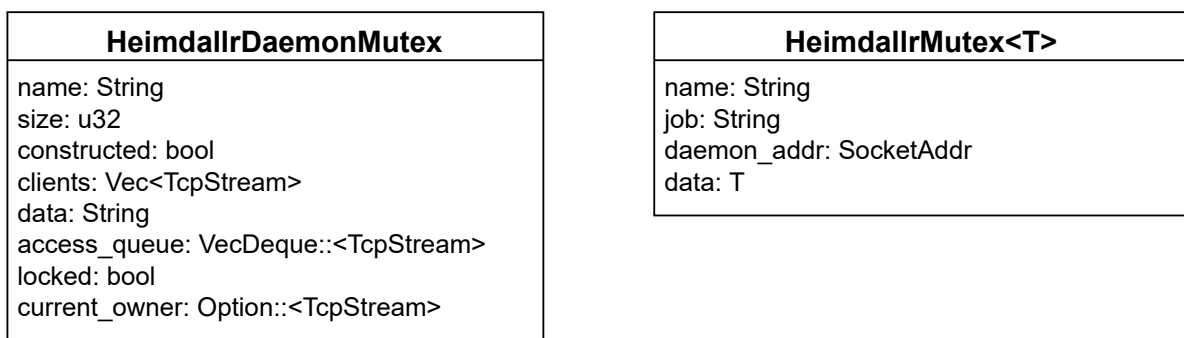 HeimdallrDaemonMutex
name: String
size: u32
constructed: bool
clients: Vec<TcpStream>
data: String
access_queue: VecDeque::<TcpStream>
locked: bool
current_owner: Option::<TcpStream>
HeimdallrMutex<T>
name: String
job: String
daemon_addr: SocketAddr
data: T